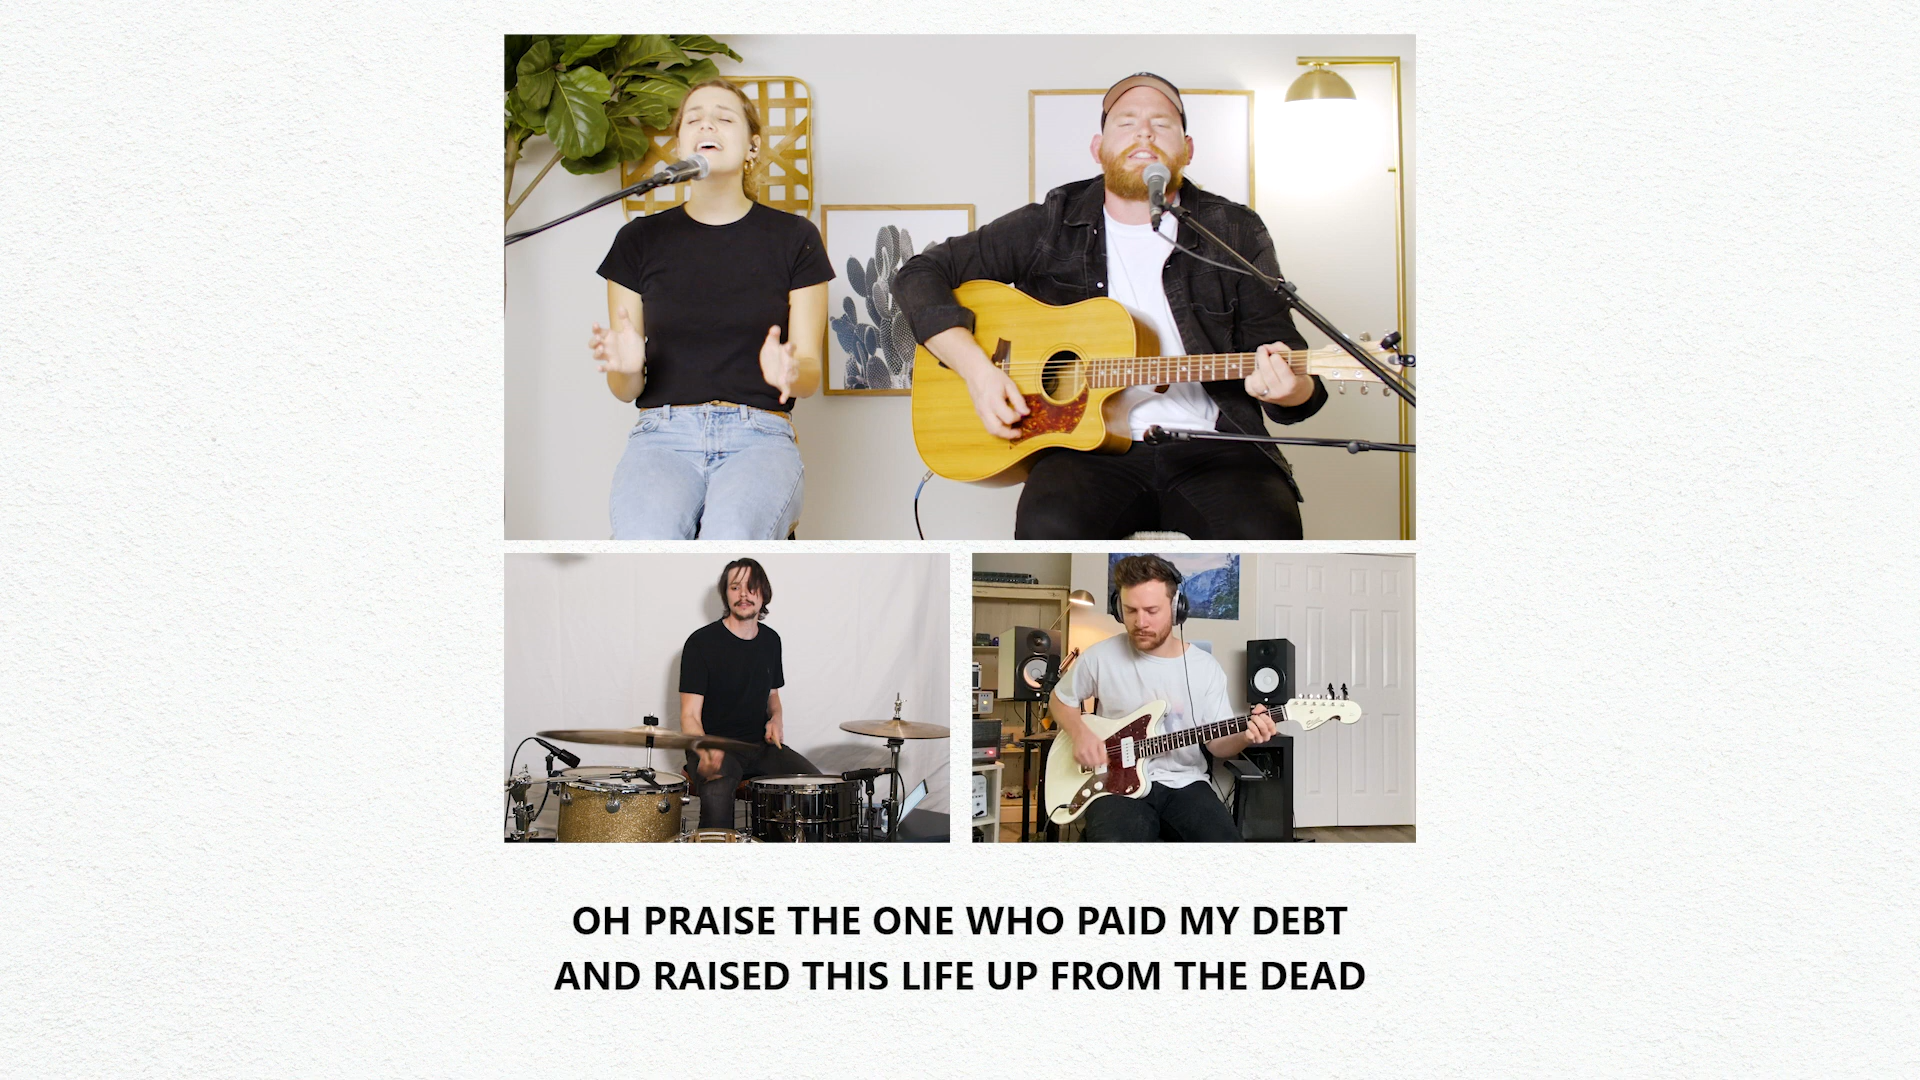 OH PRAISE THE ONE WHO PAID MY DEBT
AND RAISED THIS LIFE UP FROM THE DEAD